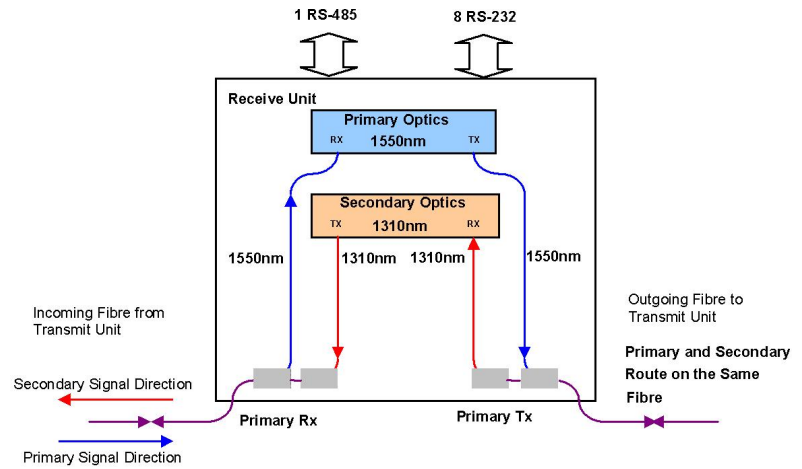 1 RS-485
8 RS-232
Receive Unit
Primary Optics
RX
1550nm
TX
Secondary Optics
TX
1310nm
RX
1550nm
1310nm
1310nm
1550nm
Incoming Fibre from
Transmit Unit
Outgoing Fibre to
Transmit Unit
Primary and Secondary
Route on the Same
Fibre
Secondary Signal Direction
Primary Rx
Primary Tx
Primary Signal Direction